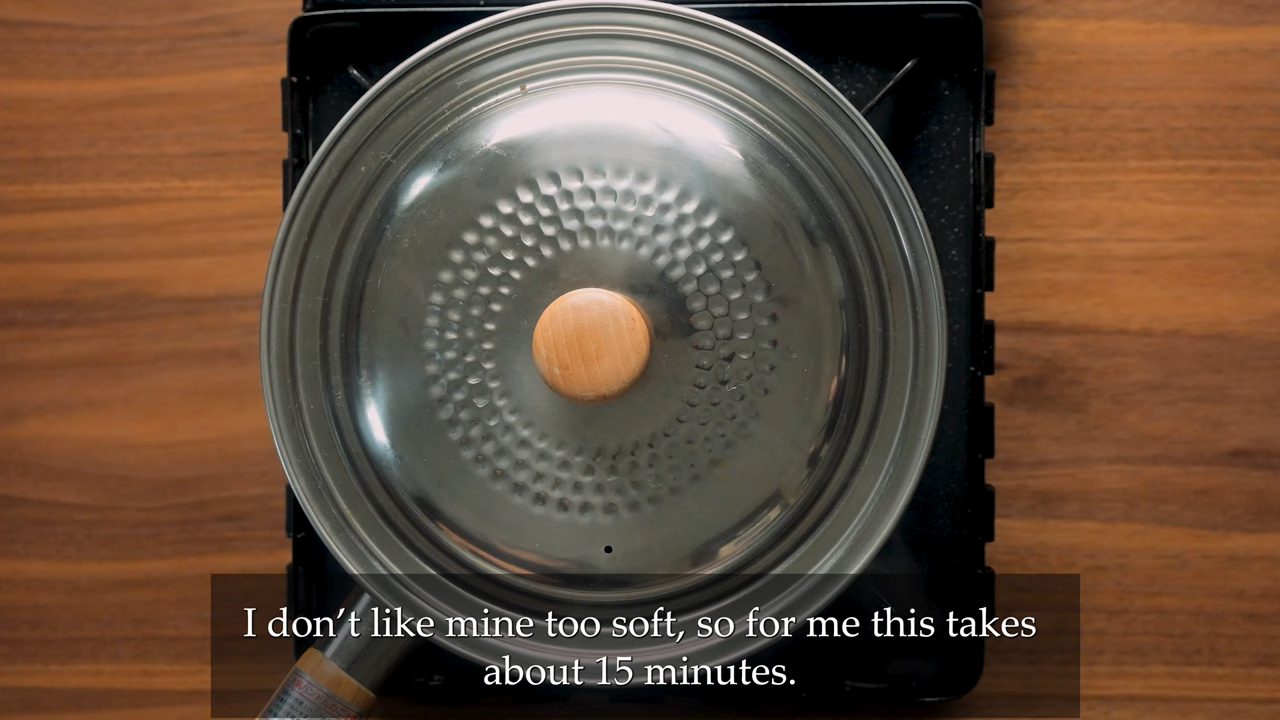 I don't like mine too soft, so for me this takes
about 15 minutes.